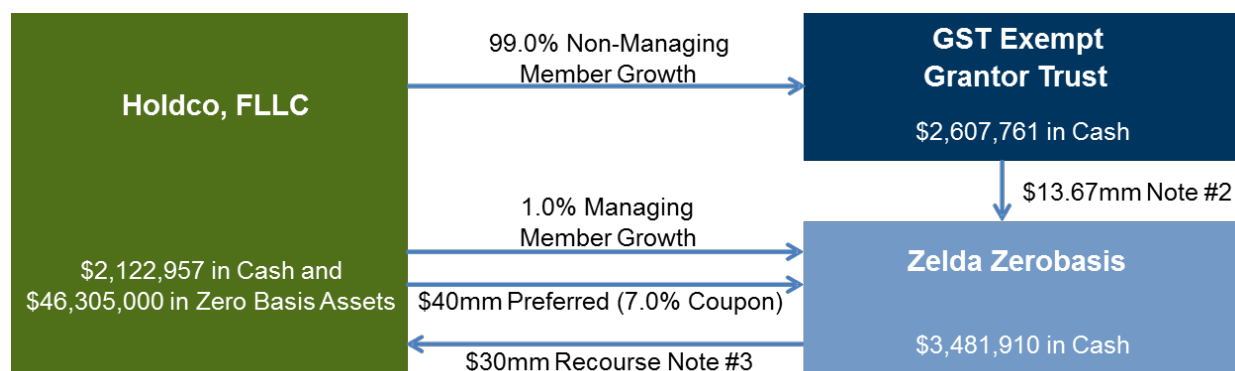 Holdco, FLLC
$2,122,957 in Cash and
$46,305,000 in Zero Basis Assets
99.0% Non-Managing
Member Growth
GST Exempt
Grantor Trust
$2,607,761 in Cash
$13.67mm Note #2
1.0% Managing
Member Growth
$40mm Preferred (7.0% Coupon)
$30mm Recourse Note #3
Zelda Zerobasis
$3,481,910 in Cash